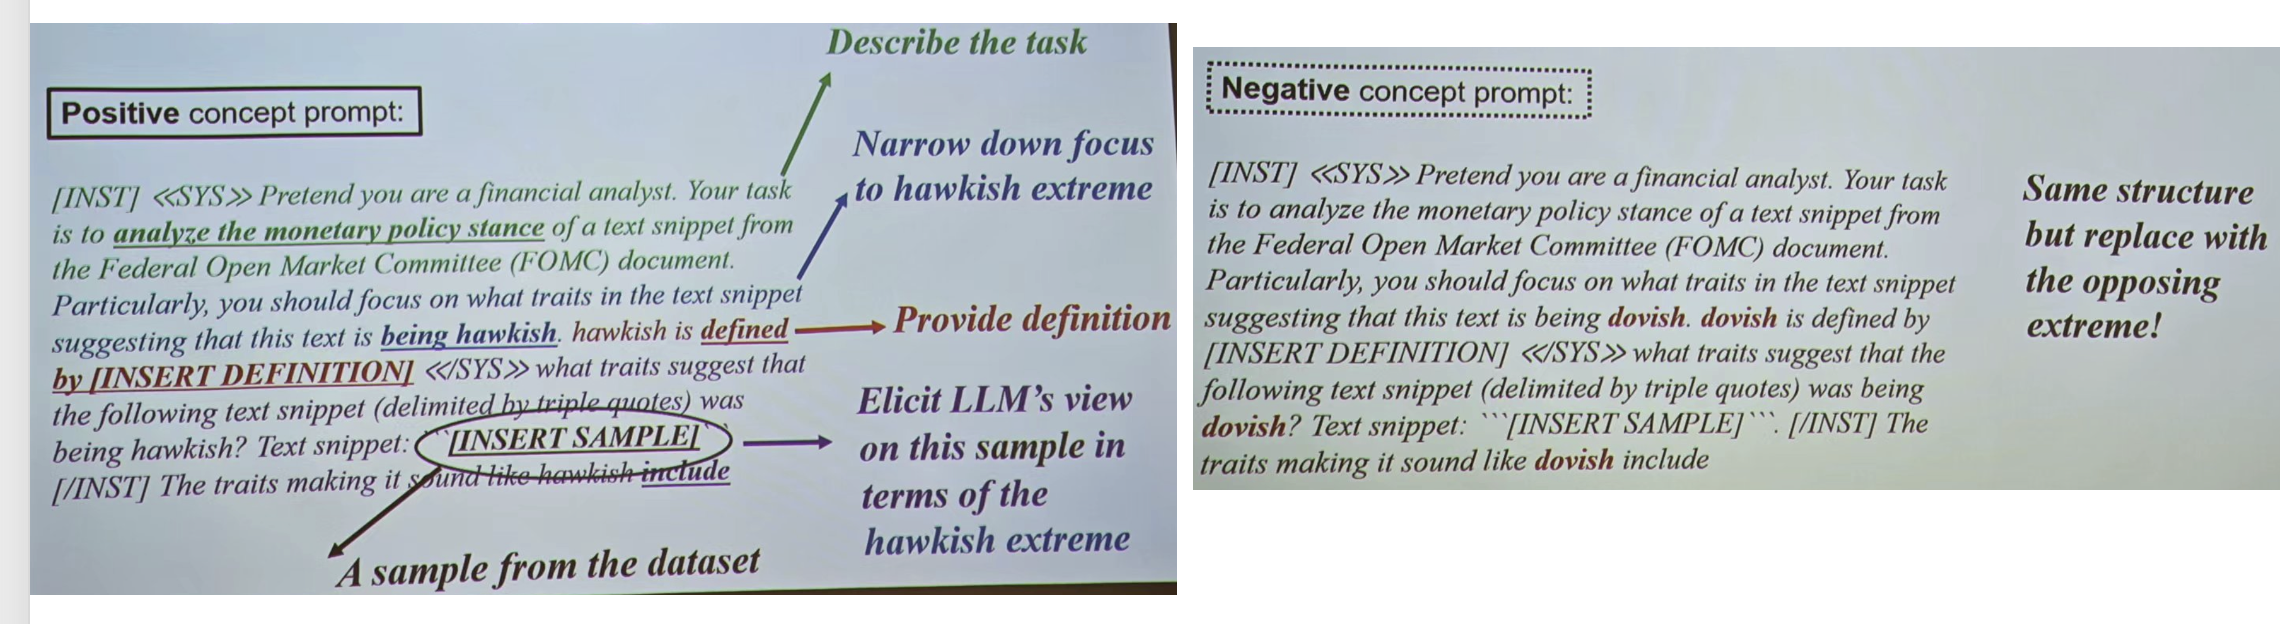 Describe the task
Positive concept prompt:
Narrow down focus
to hawkish extreme
[INST] «SYS» Pretend you are a financial analyst. Your task
is to analyze the monetary policy stance of a text snippet from
the Federal Open Market Committee (FOMC) document.
Particularly, you should focus on what traits in the text snippet
suggesting that this text is being hawkish. hawkish is defined
by [INSERT DEFINITION] «/SYS» what traits suggest that
the following text snippet (delimited by triple quotes) was
being hawkish? Text snippet: ```[INSERT SAMPLE]```
[/INST] The traits making it sound like hawkish include
Provide definition
Elicit LLM's view
on this sample in
terms of the
hawkish extreme
A sample from the dataset
Negative concept prompt:
[INST] «SYS» Pretend you are a financial analyst. Your task
is to analyze the monetary policy stance of a text snippet from
the Federal Open Market Committee (FOMC) document.
Particularly, you should focus on what traits in the text snippet
suggesting that this text is being dovish. dovish is defined by
[INSERT DEFINITION] «/SYS» what traits suggest that the
following text snippet (delimited by triple quotes) was being
dovish? Text snippet: ```[INSERT SAMPLE]```. [/INST] The
traits making it sound like dovish include
Same structure
but replace with
the opposing
extreme!